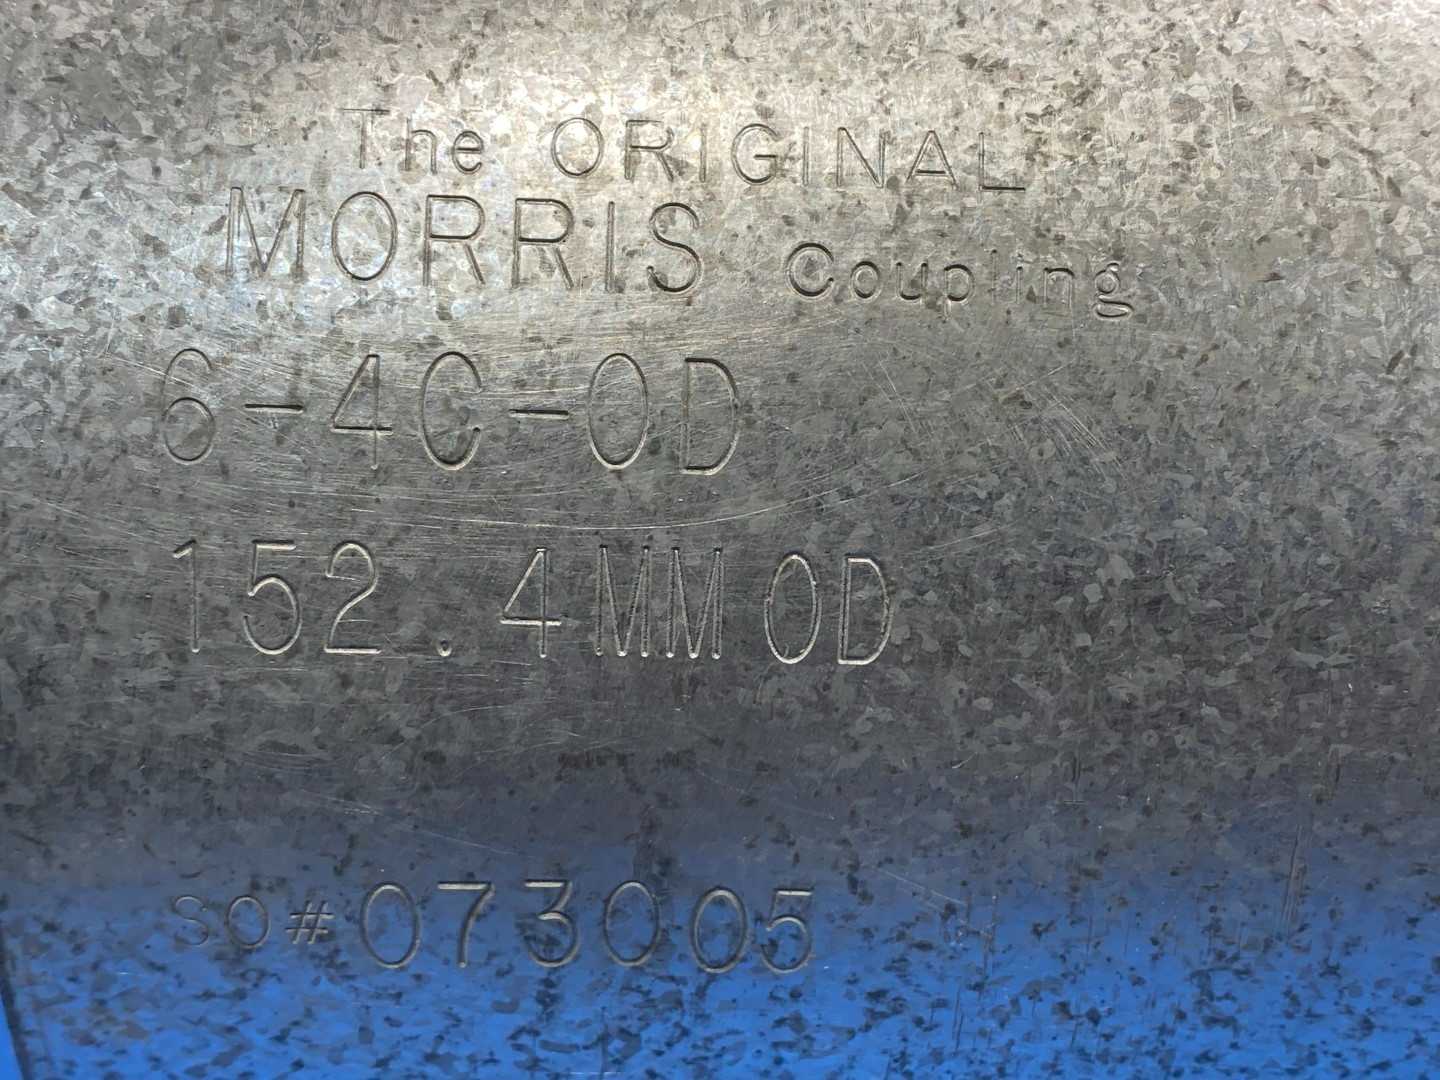 The ORIGINAL
MORRIS Coupling
6-4C-OD
152.4MM OD
SO#073005